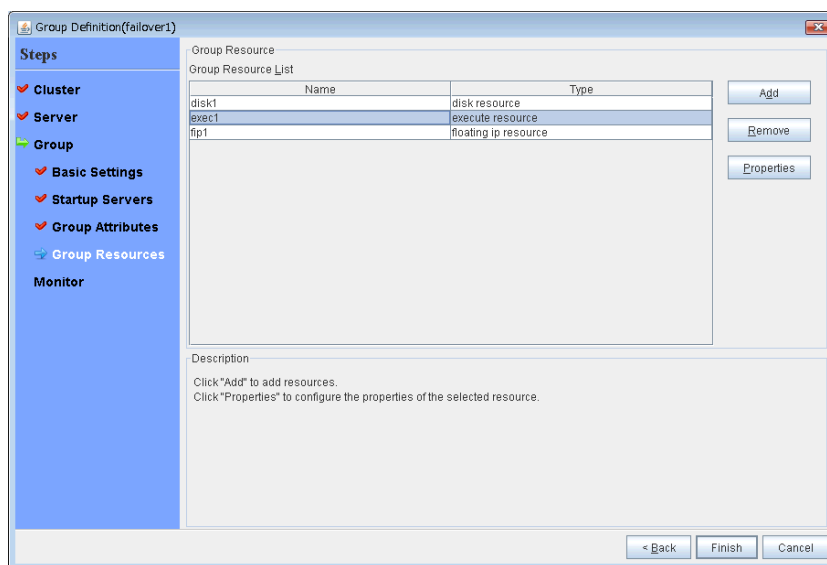 Group Definition(failover1)
Steps
Cluster
Server
Group
Basic Settings
Startup Servers
Group Attributes
Group Resources
Monitor
Group Resource
Group Resource List
Name Type
disk1 disk resource
exec1 execute resource
fip1 floating ip resource
Add
Remove
Properties
Description
Click "Add" to add resources.
Click "Properties" to configure the properties of the selected resource.
< Back Finish Cancel